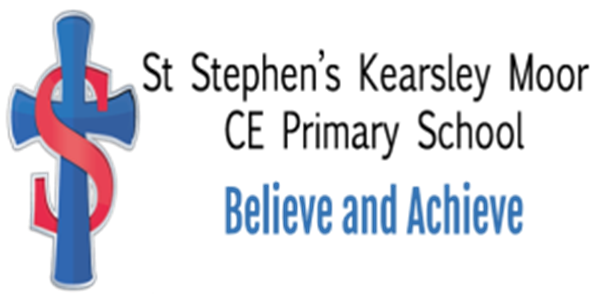 S
St Stephen's Kearsley Moor
CE Primary School
Believe and Achieve